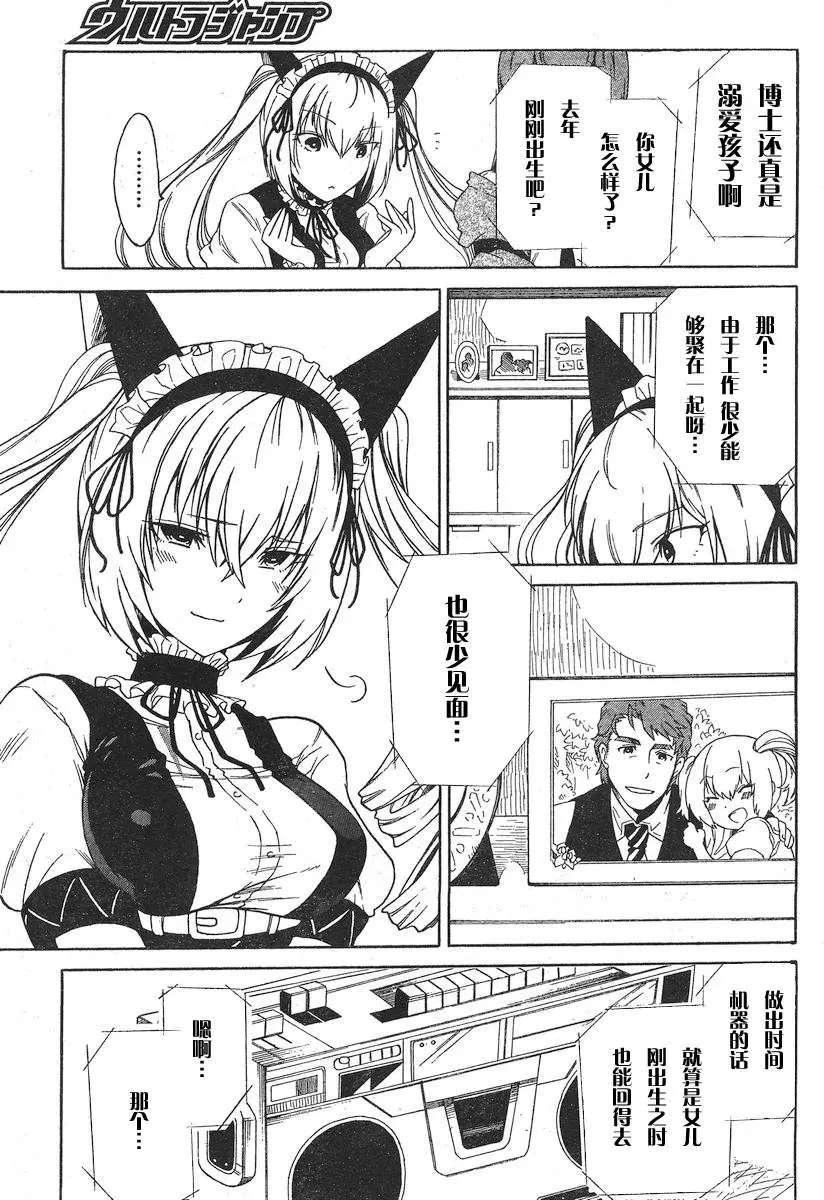 ウルトラジャンプ
博士还真是
溺爱孩子啊
你女儿
怎么样了？
去年
刚刚出生吧？
………
那个…
由于工作 很少能
够聚在一起呀…
也很少见面…
做出时间
机器的话
就算是女儿
刚出生之时
也能回得去
嗯啊…
那个…